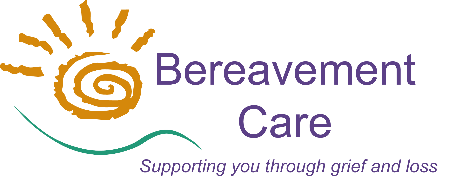 Bereavement
Care
Supporting you through grief and loss